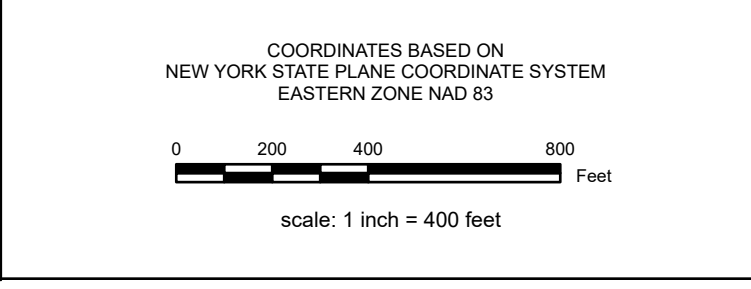 COORDINATES BASED ON
NEW YORK STATE PLANE COORDINATE SYSTEM
EASTERN ZONE NAD 83
0 200 400 800
Feet
scale: 1 inch = 400 feet